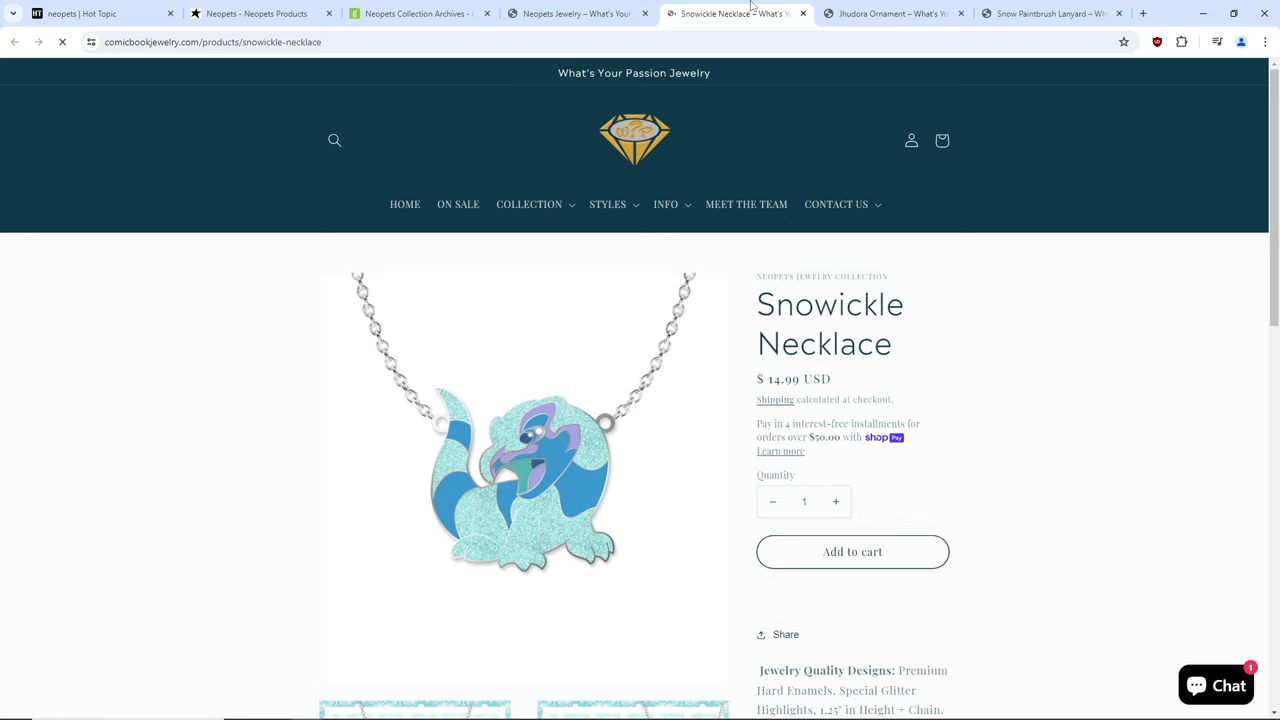 HT neopets | Hot Topic
Neopets - Neopets Products
Neopets Collection Archives - G
Neopets Jewelry – What's Your
Snowickle Necklace – What's Yo
Jhudora Ornament – What's Yo
Snow Paintbrush Lanyard – Wh
comicbookjewelry.com/products/snowickle-necklace
What's Your Passion Jewelry
W?P
HOME ON SALE COLLECTION STYLES INFO MEET THE TEAM CONTACT US
NEOPETS JEWELRY COLLECTION
Snowickle
Necklace
$ 14.99 USD
Shipping calculated at checkout.
Pay in 4 interest-free installments for
orders over $50.00 with shop Pay
Learn more
Quantity
− 1 +
Add to cart
Share
Jewelry Quality Designs: Premium
Hard Enamels, Special Glitter
Highlights, 1.25" in Height + Chain.
Chat
1